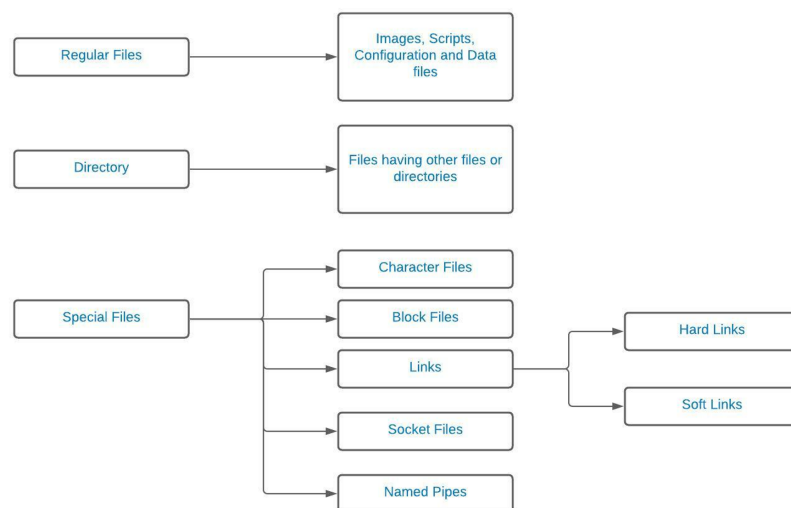 Regular Files
Images, Scripts,
Configuration and Data
files
Directory
Files having other files or
directories
Special Files
Character Files
Block Files
Links
Hard Links
Soft Links
Socket Files
Named Pipes